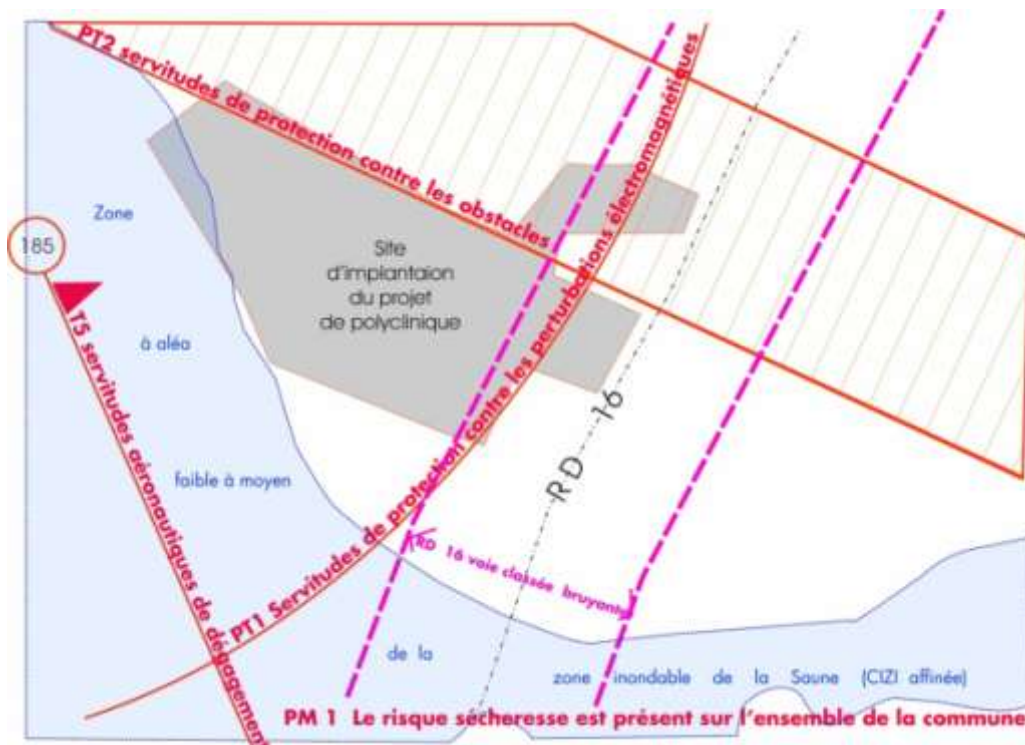 PT2 servitudes de protection contre les obstacles
PT1 Servitudes de protection contre les perturbations électromagnétiques
Zone
185
Site
d'implantaion
du projet
de polyclinique
T5 servitudes aéronautiques de dégagement
à aléa
RD 16
faible à moyen
RD 16 voie classée bruyante
de la
zone inondable de la Saune (CIZI affinée)
PM 1 Le risque sécheresse est présent sur l'ensemble de la commune